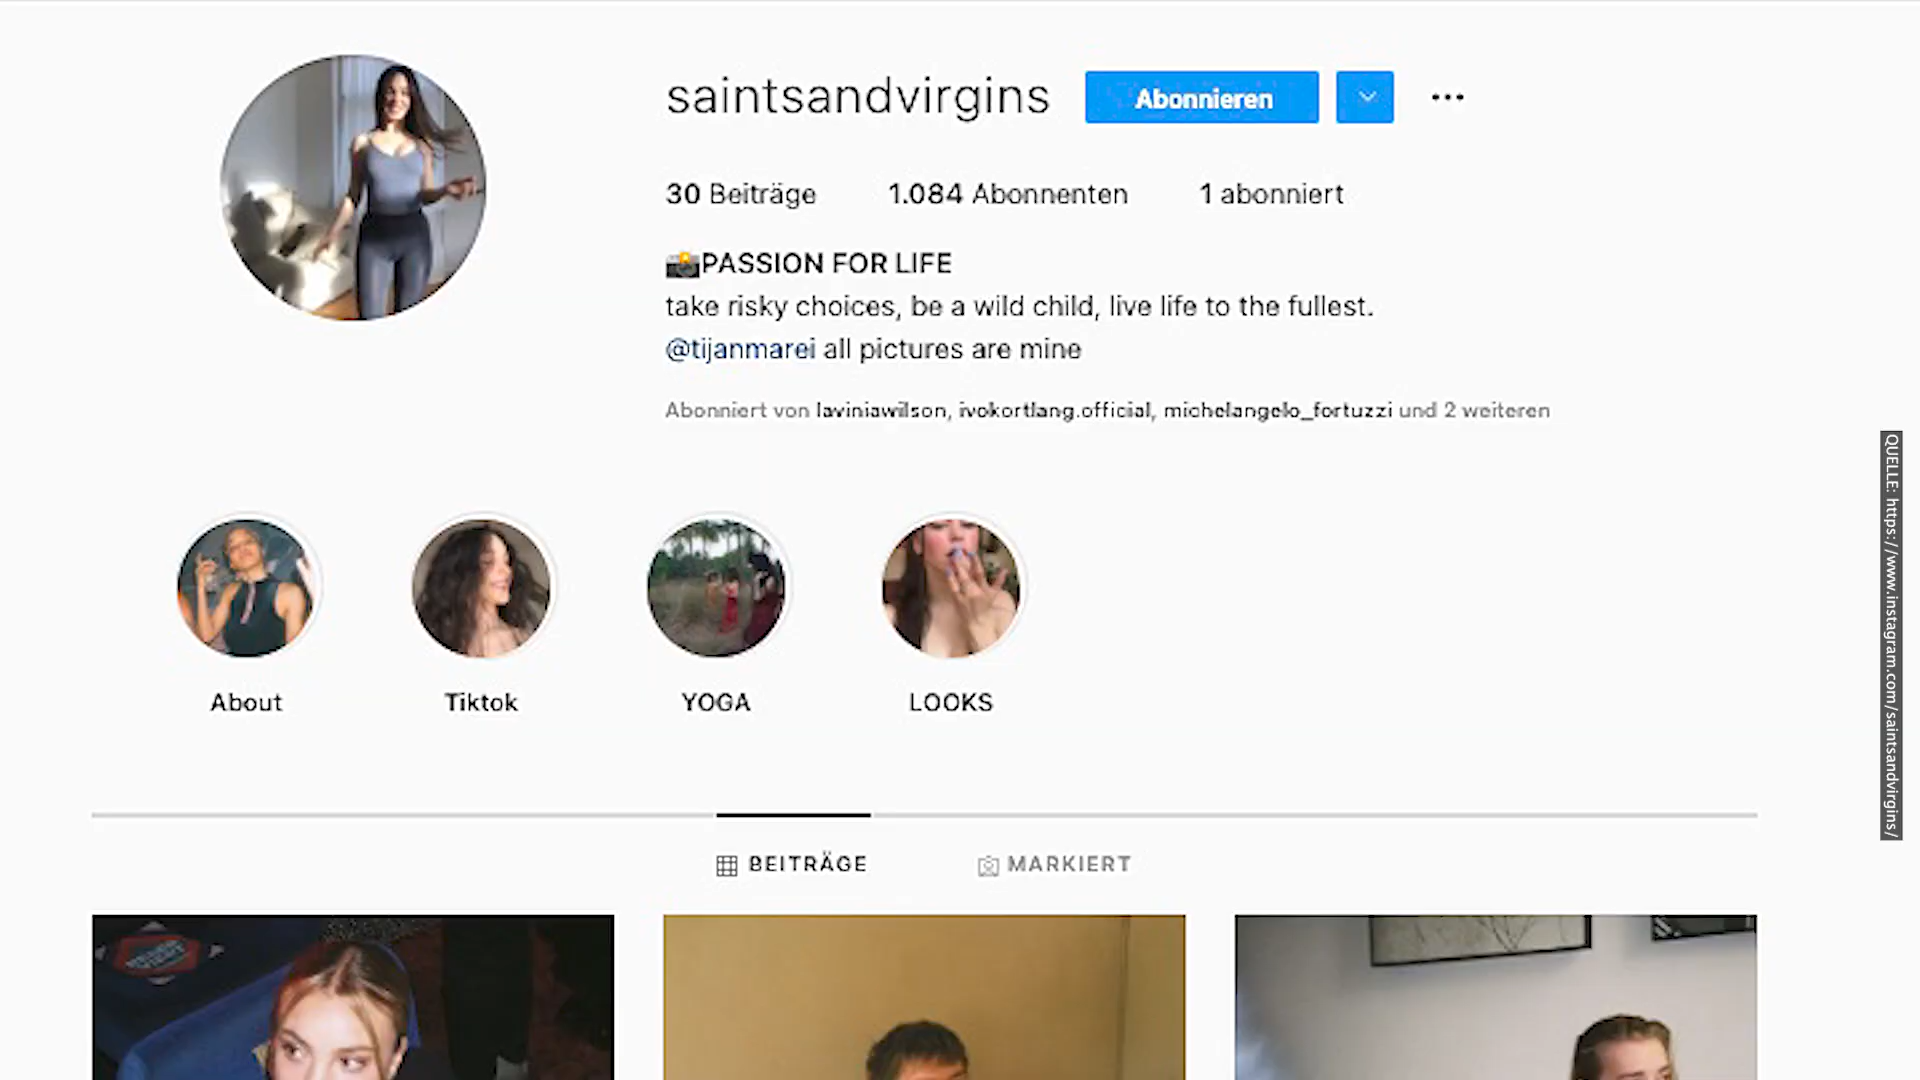 saintsandvirgins
Abonnieren
30 Beiträge 1.084 Abonnenten 1 abonniert
PASSION FOR LIFE
take risky choices, be a wild child, live life to the fullest.
@tijanmarei all pictures are mine
Abonniert von laviniawilson, ivokortlang.official, michelangelo_fortuzzi und 2 weiteren
About Tiktok YOGA LOOKS
BEITRÄGE MARKIERT
QUELLE: https://www.instagram.com/saintsandvirgins/